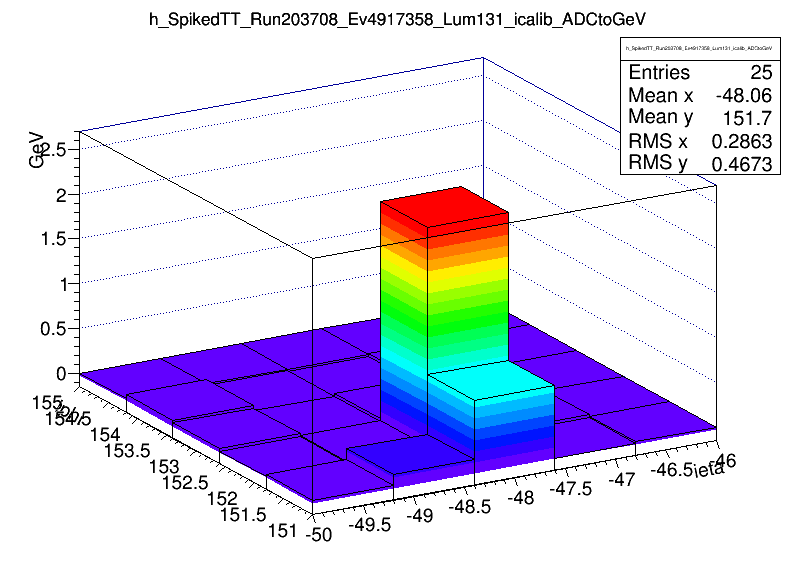 h_SpikedTT_Run203708_Ev4917358_Lum131_icalib_ADCtoGeV
h_SpikedTT_Run203708_Ev4917358_Lum131_icalib_ADCtoGeV
Entries 25
Mean x -48.06
Mean y 151.7
RMS x 0.2863
RMS y 0.4673
GeV
2.5
2
1.5
1
0.5
0
155
154.5
154
153.5
153
152.5
152
151.5
151
-50
-49.5
-49
-48.5
-48
-47.5
-47
-46.5
-46
ieta